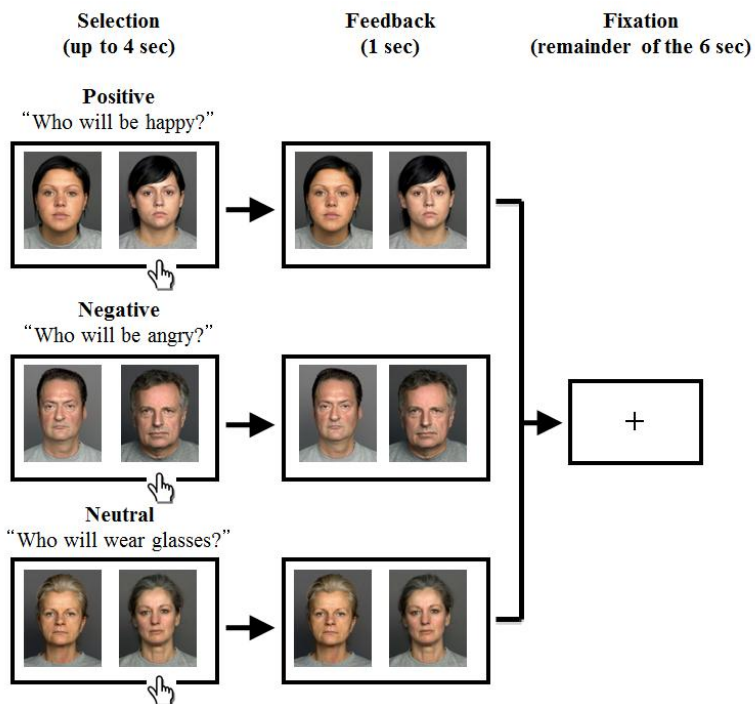 Selection
(up to 4 sec)
Feedback
(1 sec)
Fixation
(remainder of the 6 sec)
Positive
“Who will be happy?”
Negative
“Who will be angry?”
+
Neutral
“Who will wear glasses?”